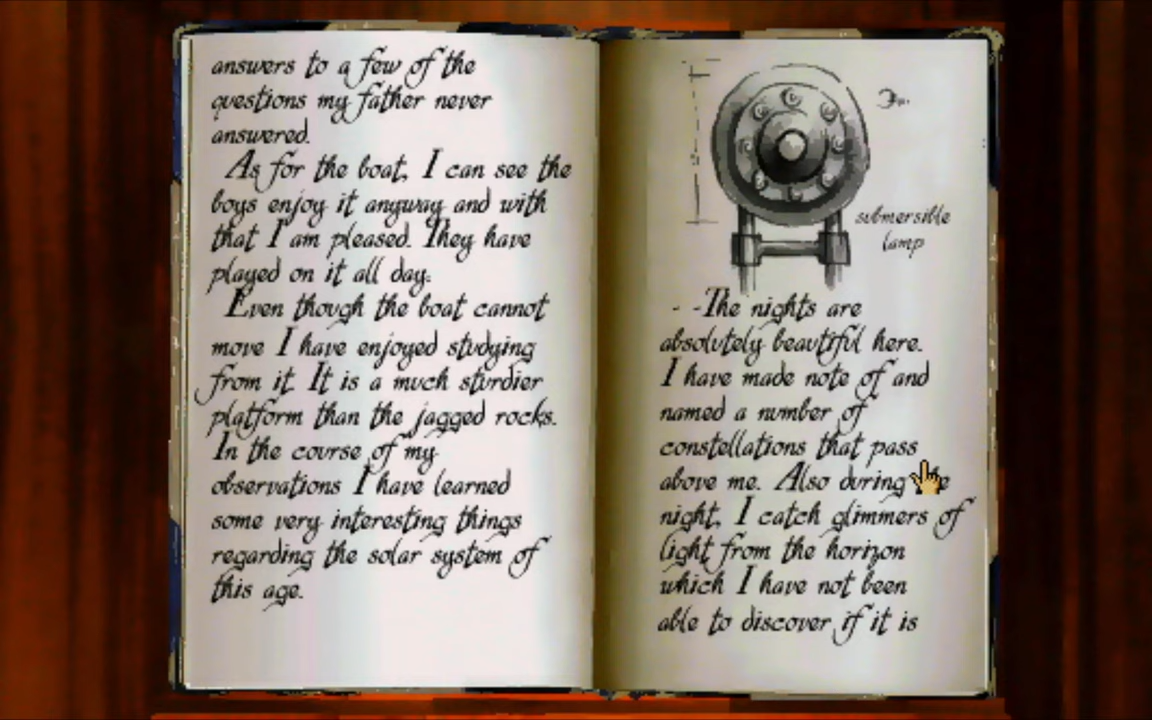 answers to a few of the
questions my father never
answered.
As for the boat, I can see the
boys enjoy it anyway and with
that I am pleased. They have
played on it all day.
Even though the boat cannot
move I have enjoyed studying
from it It is a much sturdier
platform than the jagged rocks.
In the course of my
observations I have learned
some very interesting things
regarding the solar system of
this age.
submersible
lamp
- -The nights are
absolutely beautiful here.
I have made note of and
named a number of
constellations that pass
above me. Also during the
night, I catch glimmers of
light from the horizon
which I have not been
able to discover if it is